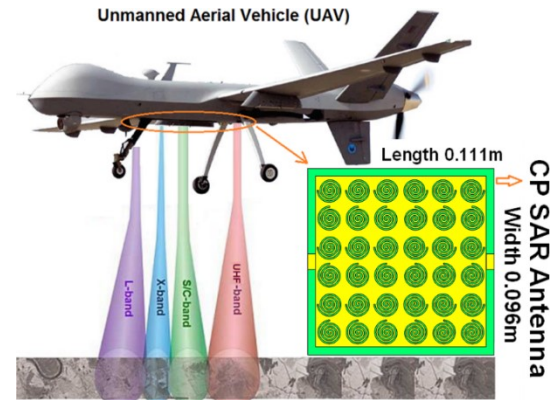 Unmanned Aerial Vehicle (UAV)
Length 0.111m
CP SAR Antenna
Width 0.096m
L-band
X-band
S/C-band
UHF-band